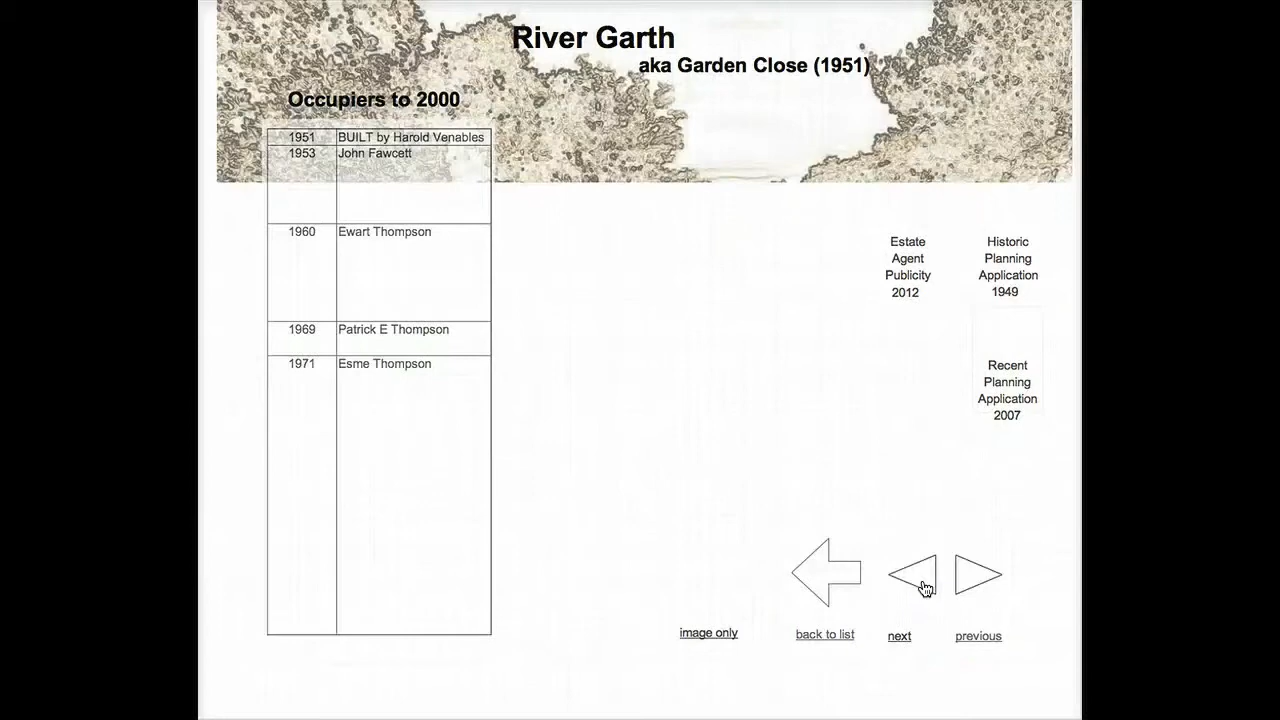 River Garth
aka Garden Close (1951)
Occupiers to 2000
1951 BUILT by Harold Venables
1953 John Fawcett
1960 Ewart Thompson
1969 Patrick E Thompson
1971 Esme Thompson
Estate
Agent
Publicity
2012
Historic
Planning
Application
1949
Recent
Planning
Application
2007
image only
back to list
next
previous